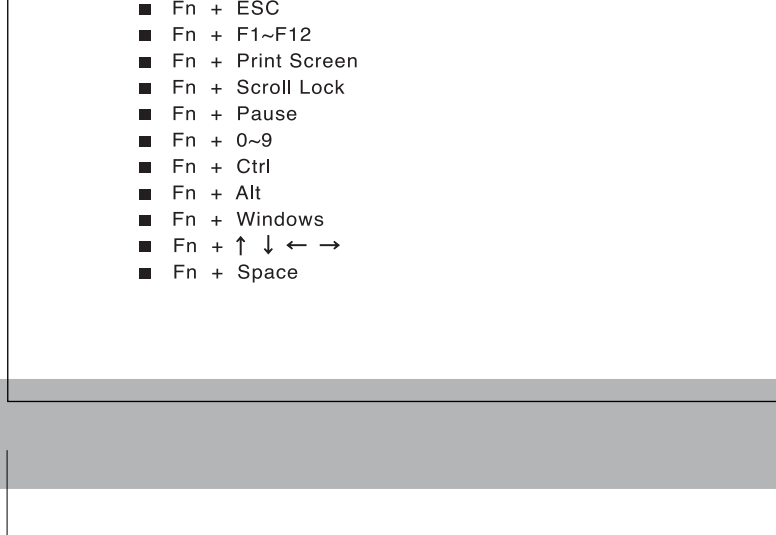 ■ Fn + ESC
■ Fn + F1~F12
■ Fn + Print Screen
■ Fn + Scroll Lock
■ Fn + Pause
■ Fn + 0~9
■ Fn + Ctrl
■ Fn + Alt
■ Fn + Windows
■ Fn + ↑ ↓ ← →
■ Fn + Space